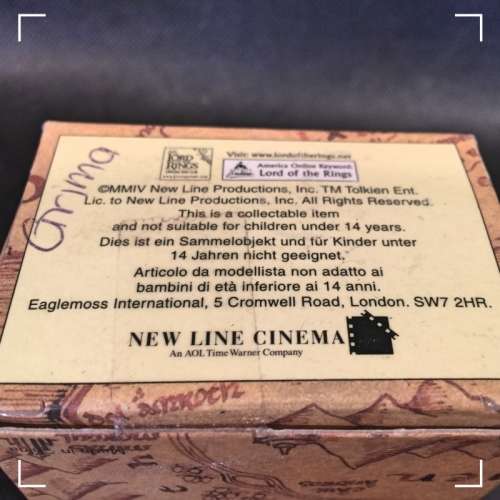 Grima
THE LORD OF THE RINGS
Visit: www.lordoftherings.net
America Online Keyword:
Lord of the Rings
©MMIV New Line Productions, Inc. TM Tolkien Ent.
Lic. to New Line Productions, Inc. All Rights Reserved.
This is a collectable item
and not suitable for children under 14 years.
Dies ist ein Sammelobjekt und für Kinder unter
14 Jahren nicht geeignet.
Articolo da modellista non adatto ai
bambini di età inferiore ai 14 anni.
Eaglemoss International, 5 Cromwell Road, London. SW7 2HR.
NEW LINE CINEMA
An AOL Time Warner Company